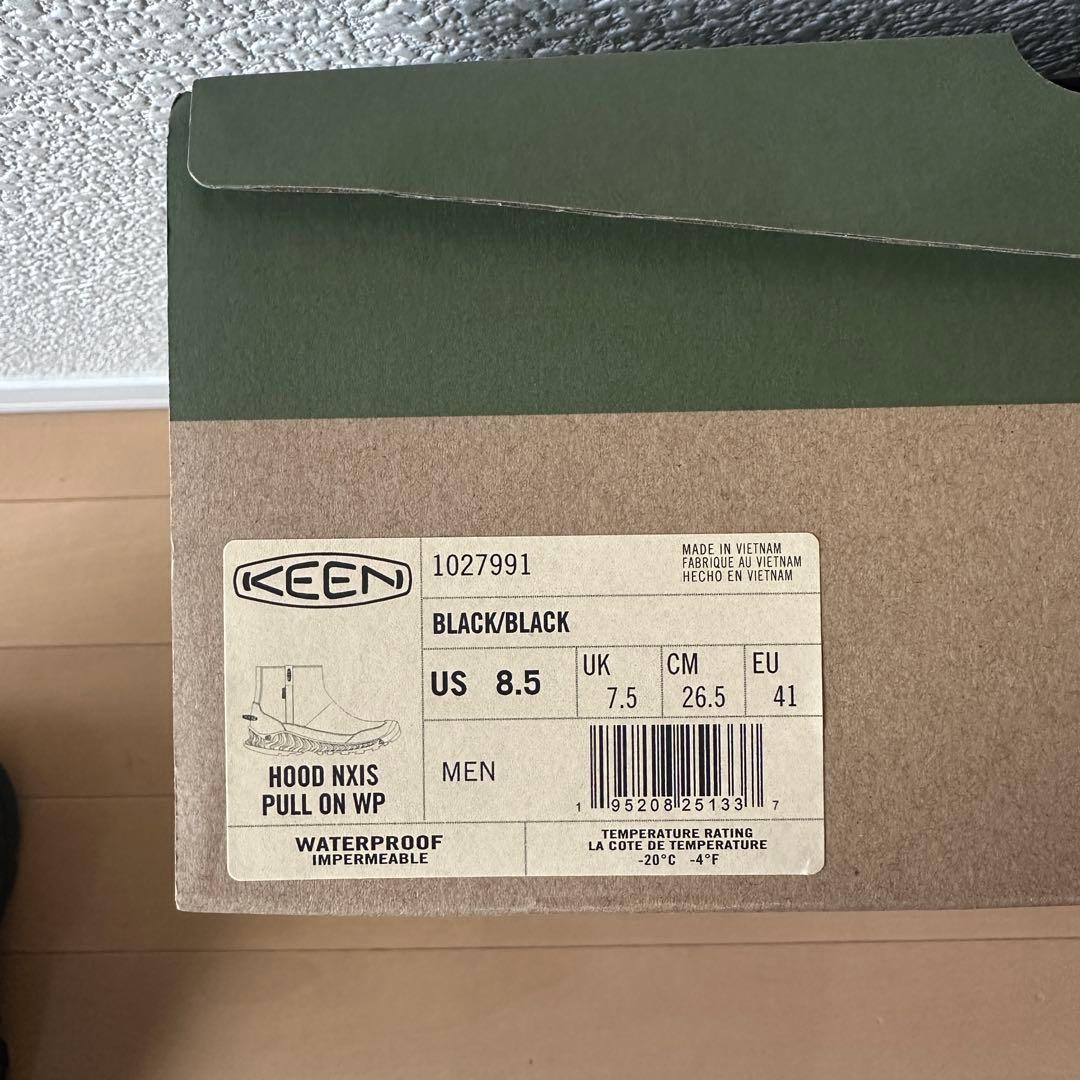 KEEN
1027991
MADE IN VIETNAM
FABRIQUE AU VIETNAM
HECHO EN VIETNAM
BLACK/BLACK
US 8.5
UK
7.5
CM
26.5
EU
41
HOOD NXIS
PULL ON WP
MEN
1 95208 25133 7
WATERPROOF
IMPERMEABLE
TEMPERATURE RATING
LA COTE DE TEMPERATURE
-20°C -4°F